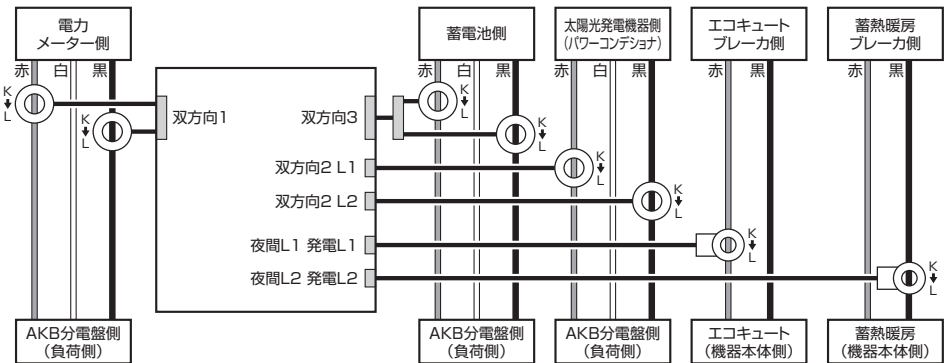 電力
メーター側
蓄電池側
太陽光発電機器側
(パワーコンデショナ)
エコキュート
ブレーカ側
蓄熱暖房
ブレーカ側
赤 白 黒
赤 白 黒
赤 白 黒
赤 黒
赤 黒
K
L
K
L
双方向1
双方向3
K
L
K
L
双方向2 L1
K
L
双方向2 L2
K
L
夜間L1 発電L1
K
L
夜間L2 発電L2
K
L
AKB分電盤側
(負荷側)
AKB分電盤側
(負荷側)
AKB分電盤側
(負荷側)
エコキュート
(機器本体側)
蓄熱暖房
(機器本体側)